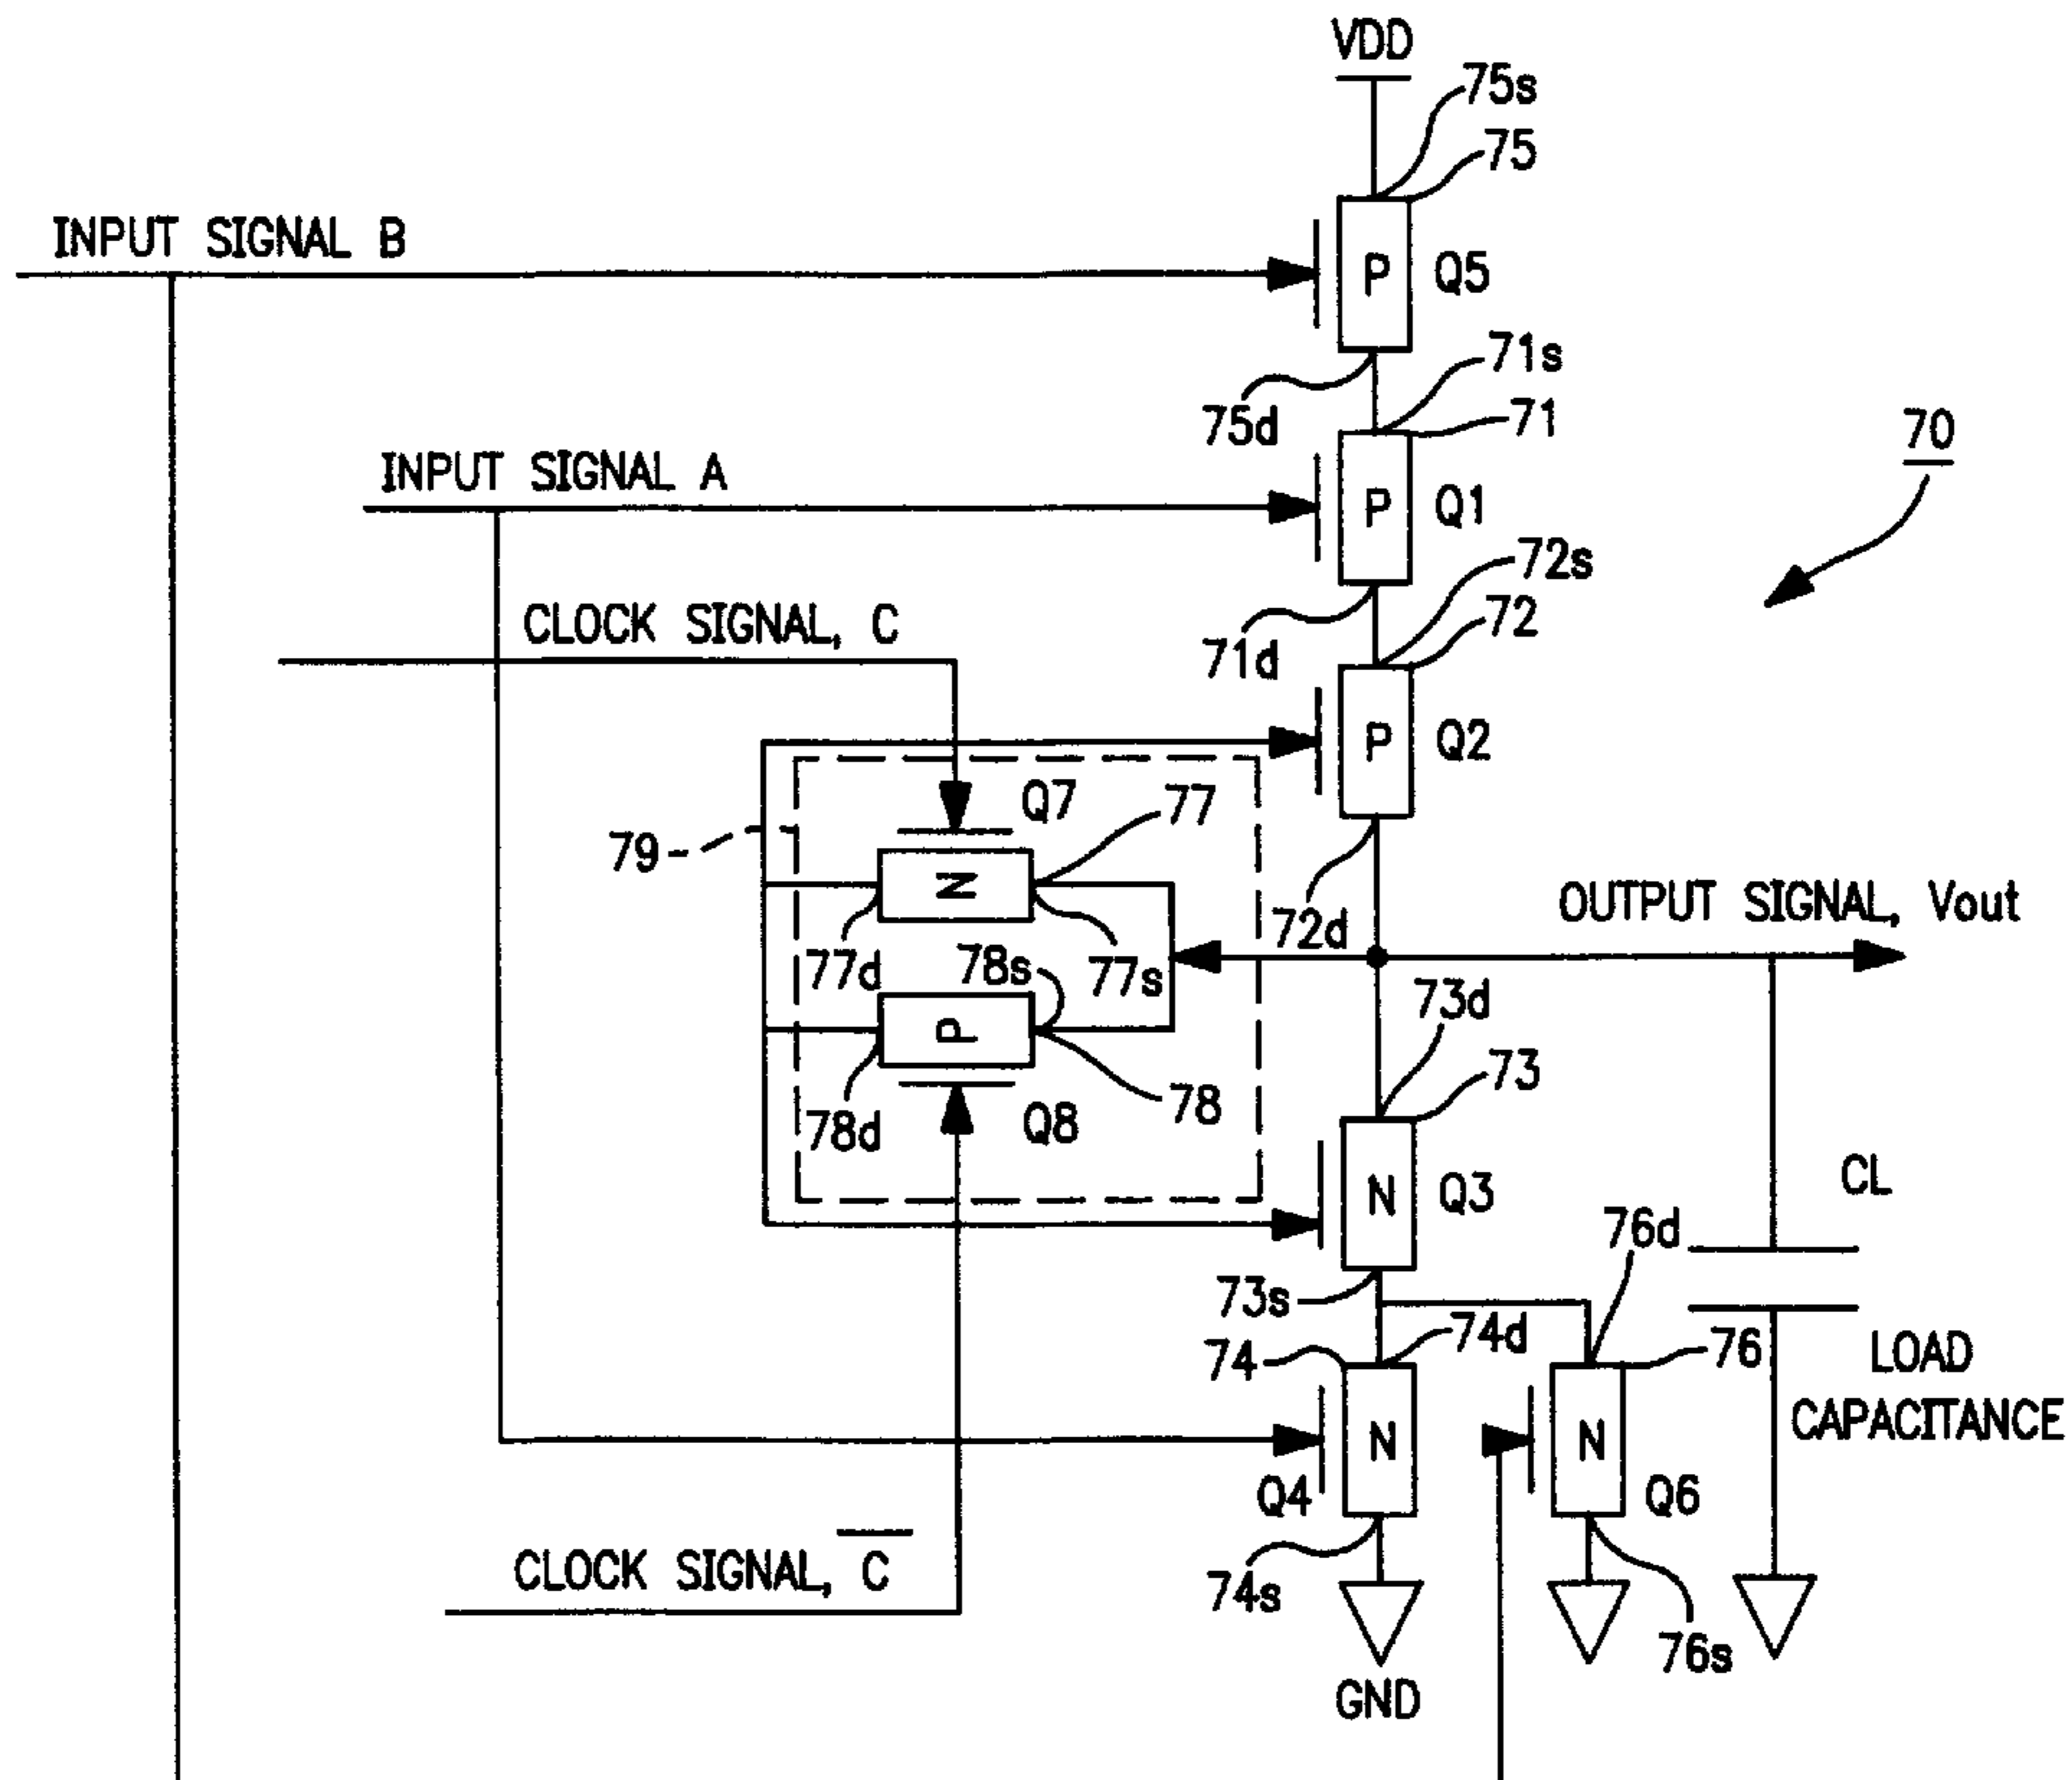 VDD
75s
75
INPUT SIGNAL B
P
Q5
75d
71s
71
70
INPUT SIGNAL A
P
Q1
71d
72s
72
CLOCK SIGNAL, C
P
Q2
79
Q7
77
N
77d
77s
72d
OUTPUT SIGNAL, Vout
78s
P
78d
Q8
78
73d
73
N
Q3
CL
73s
76d
74
74d
76
LOAD
CAPACITANCE
N
Q4
N
Q6
CLOCK SIGNAL, C̅
74s
76s
GND